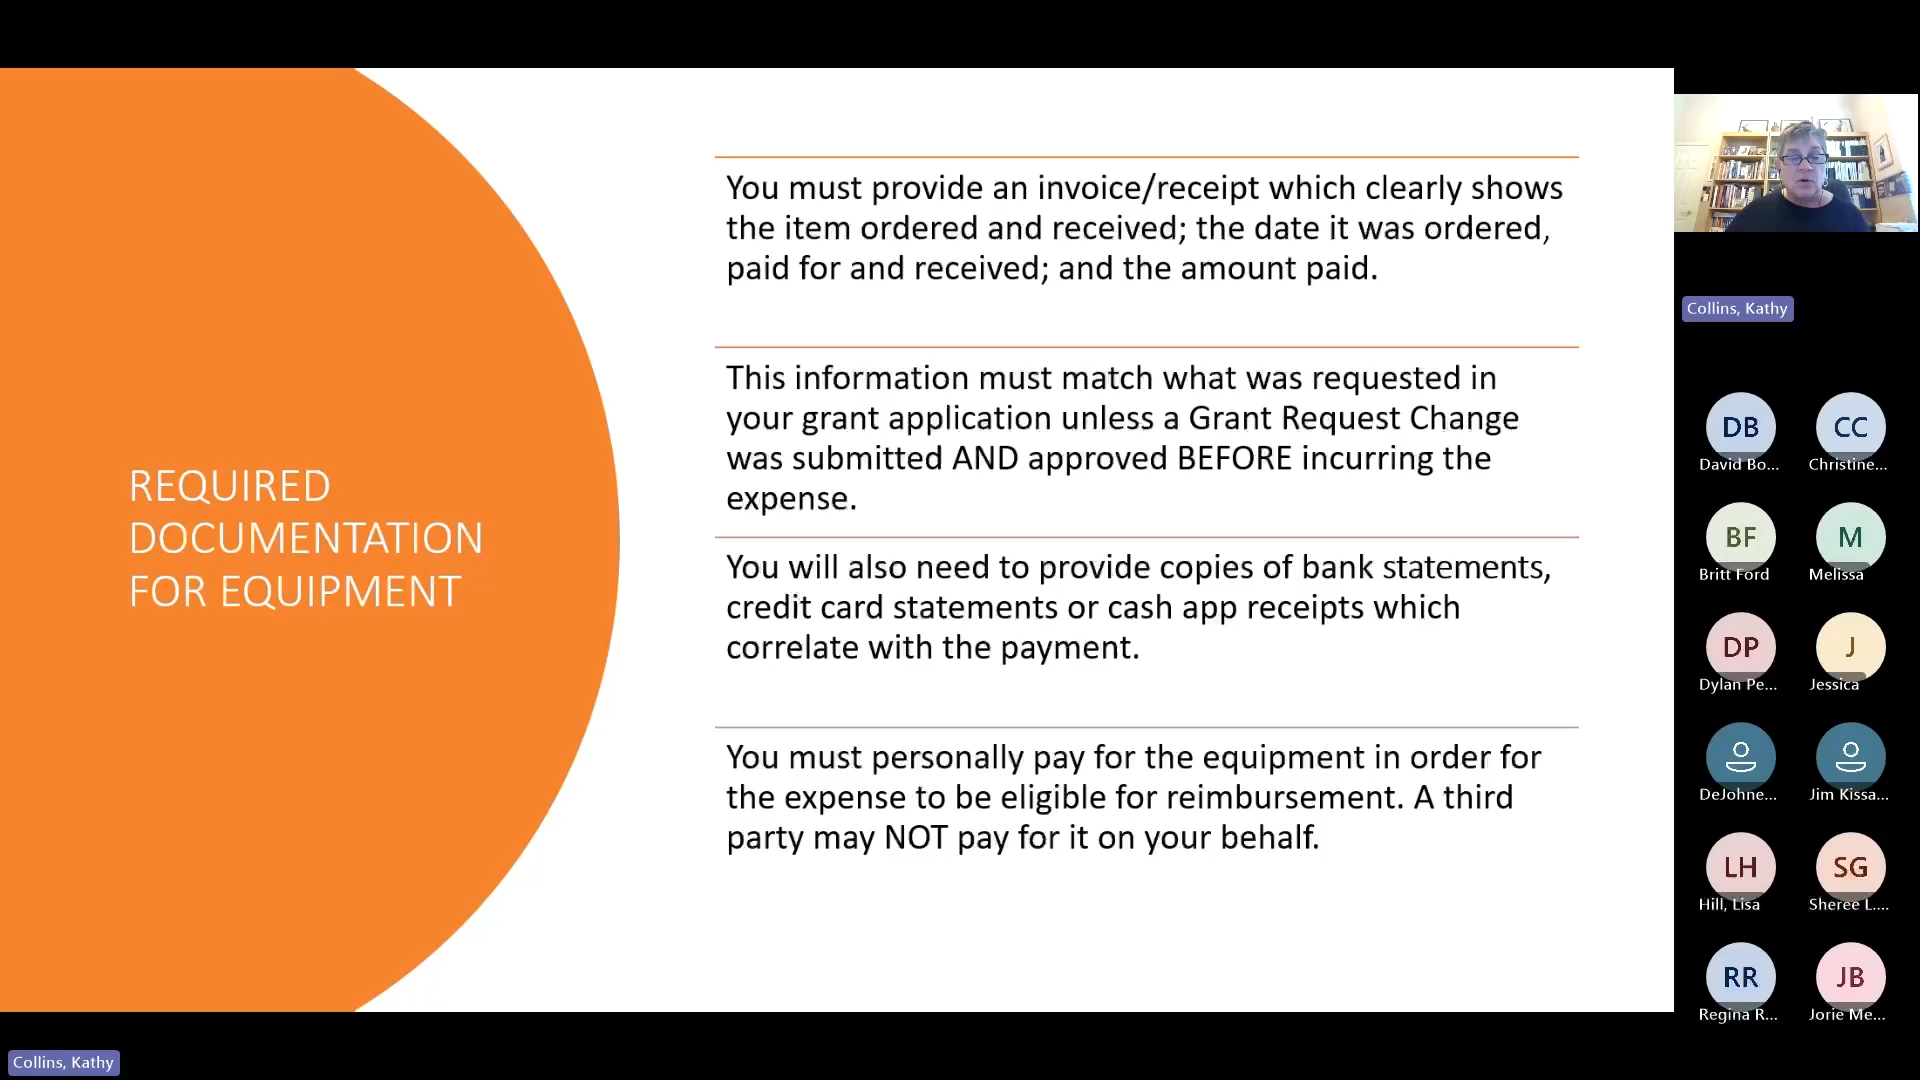 REQUIRED
DOCUMENTATION
FOR EQUIPMENT
You must provide an invoice/receipt which clearly shows
the item ordered and received; the date it was ordered,
paid for and received; and the amount paid.
This information must match what was requested in
your grant application unless a Grant Request Change
was submitted AND approved BEFORE incurring the
expense.
You will also need to provide copies of bank statements,
credit card statements or cash app receipts which
correlate with the payment.
You must personally pay for the equipment in order for
the expense to be eligible for reimbursement. A third
party may NOT pay for it on your behalf.
Collins, Kathy
DB
David Bo...
CC
Christine...
BF
Britt Ford
M
Melissa
DP
Dylan Pe...
J
Jessica
DeJohne...
Jim Kissa...
LH
Hill, Lisa
SG
Sheree L....
RR
Regina R...
JB
Jorie Me...
Collins, Kathy